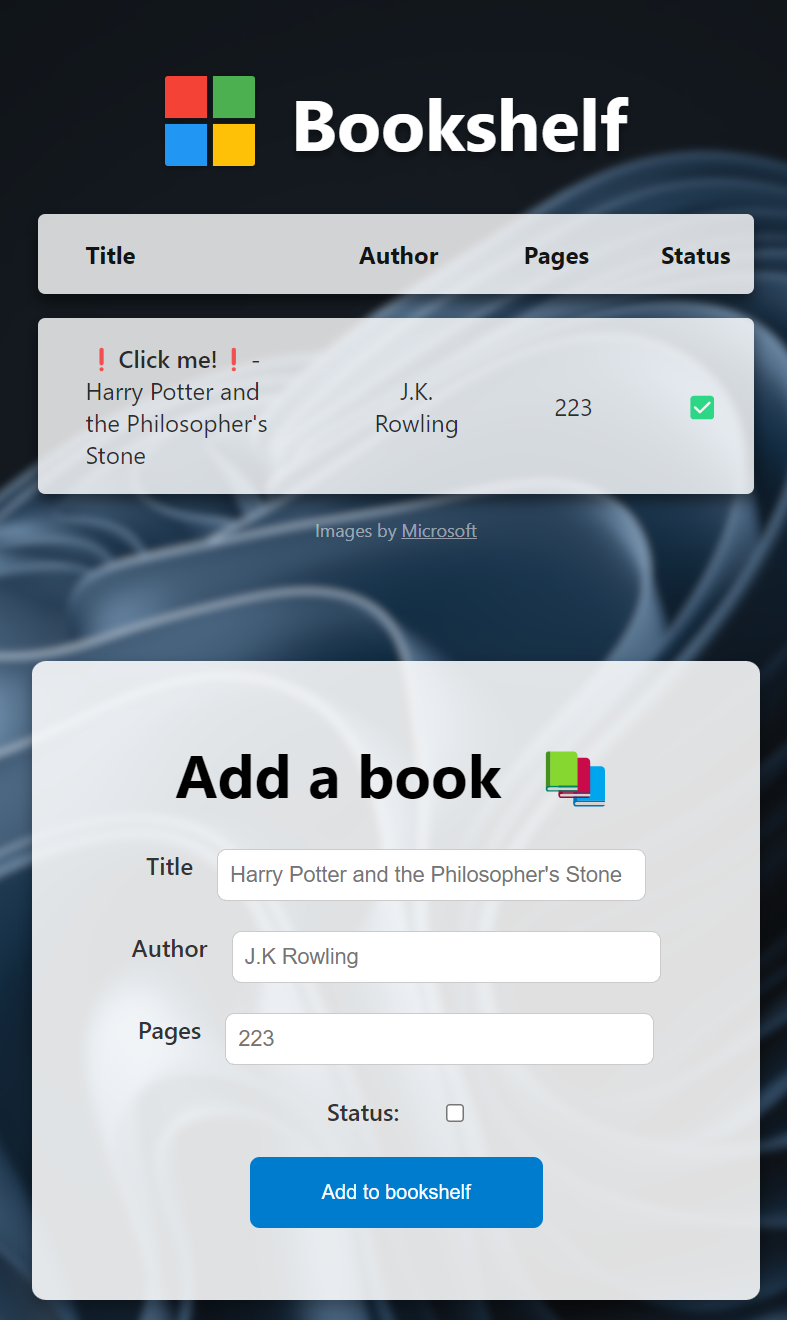 Bookshelf
Title Author Pages Status
❗ Click me! ❗ -
Harry Potter and
the Philosopher's
Stone
J.K.
Rowling
223
Images by Microsoft
Add a book
Title Harry Potter and the Philosopher's Stone
Author J.K Rowling
Pages 223
Status:
Add to bookshelf